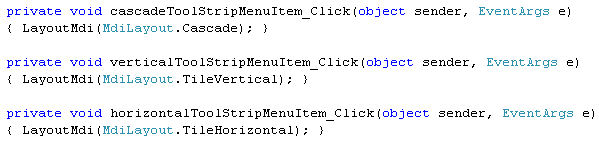 private void cascadeToolStripMenuItem_Click(object sender, EventArgs e)
{ LayoutMdi(MdiLayout.Cascade); }
private void verticalToolStripMenuItem_Click(object sender, EventArgs e)
{ LayoutMdi(MdiLayout.TileVertical); }
private void horizontalToolStripMenuItem_Click(object sender, EventArgs e)
{ LayoutMdi(MdiLayout.TileHorizontal); }